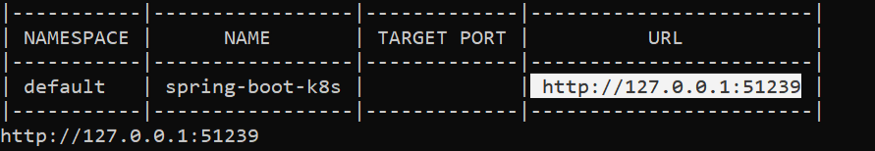 |-----------|------------------|-------------|------------------------|
| NAMESPACE |       NAME       | TARGET PORT |          URL           |
|-----------|------------------|-------------|------------------------|
| default   | spring-boot-k8s  |             | http://127.0.0.1:51239 |
|-----------|------------------|-------------|------------------------|
http://127.0.0.1:51239